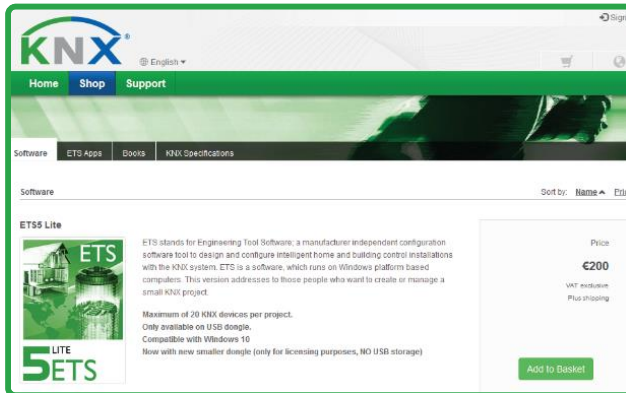 Sign
KNX®
English
Home Shop Support
Software ETS Apps Books KNX Specifications
Software
Sort by: Name
ETS5 Lite
ETS
LITE
5ETS
ETS stands for Engineering Tool Software; a manufacturer independent configuration
software tool to design and configure intelligent home and building control installations
with the KNX system. ETS is a software, which runs on Windows platform based
computers. This version addresses to those people who want to create or manage a
small KNX project.
Maximum of 20 KNX devices per project.
Only available on USB dongle.
Compatible with Windows 10
Now with new smaller dongle (only for licensing purposes, NO USB storage)
Price
€200
VAT exclusive
Plus shipping
Add to Basket